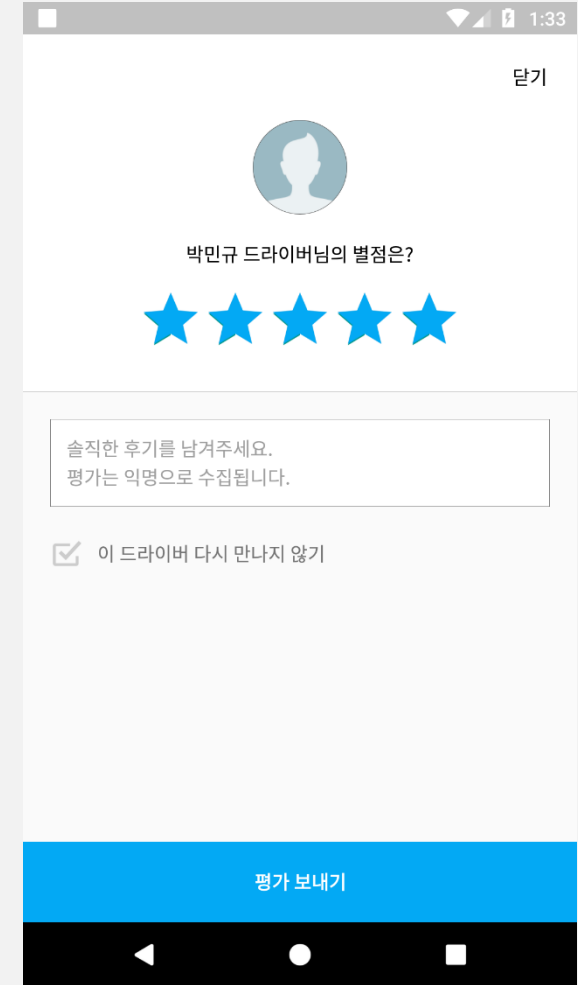 1:33
닫기
박민규 드라이버님의 별점은?
솔직한 후기를 남겨주세요.
평가는 익명으로 수집됩니다.
이 드라이버 다시 만나지 않기
평가 보내기